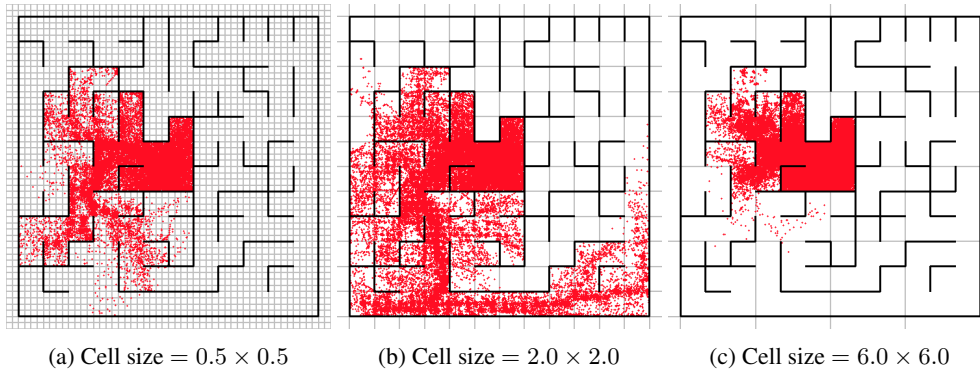 (a) Cell size = 0.5 × 0.5
(b) Cell size = 2.0 × 2.0
(c) Cell size = 6.0 × 6.0